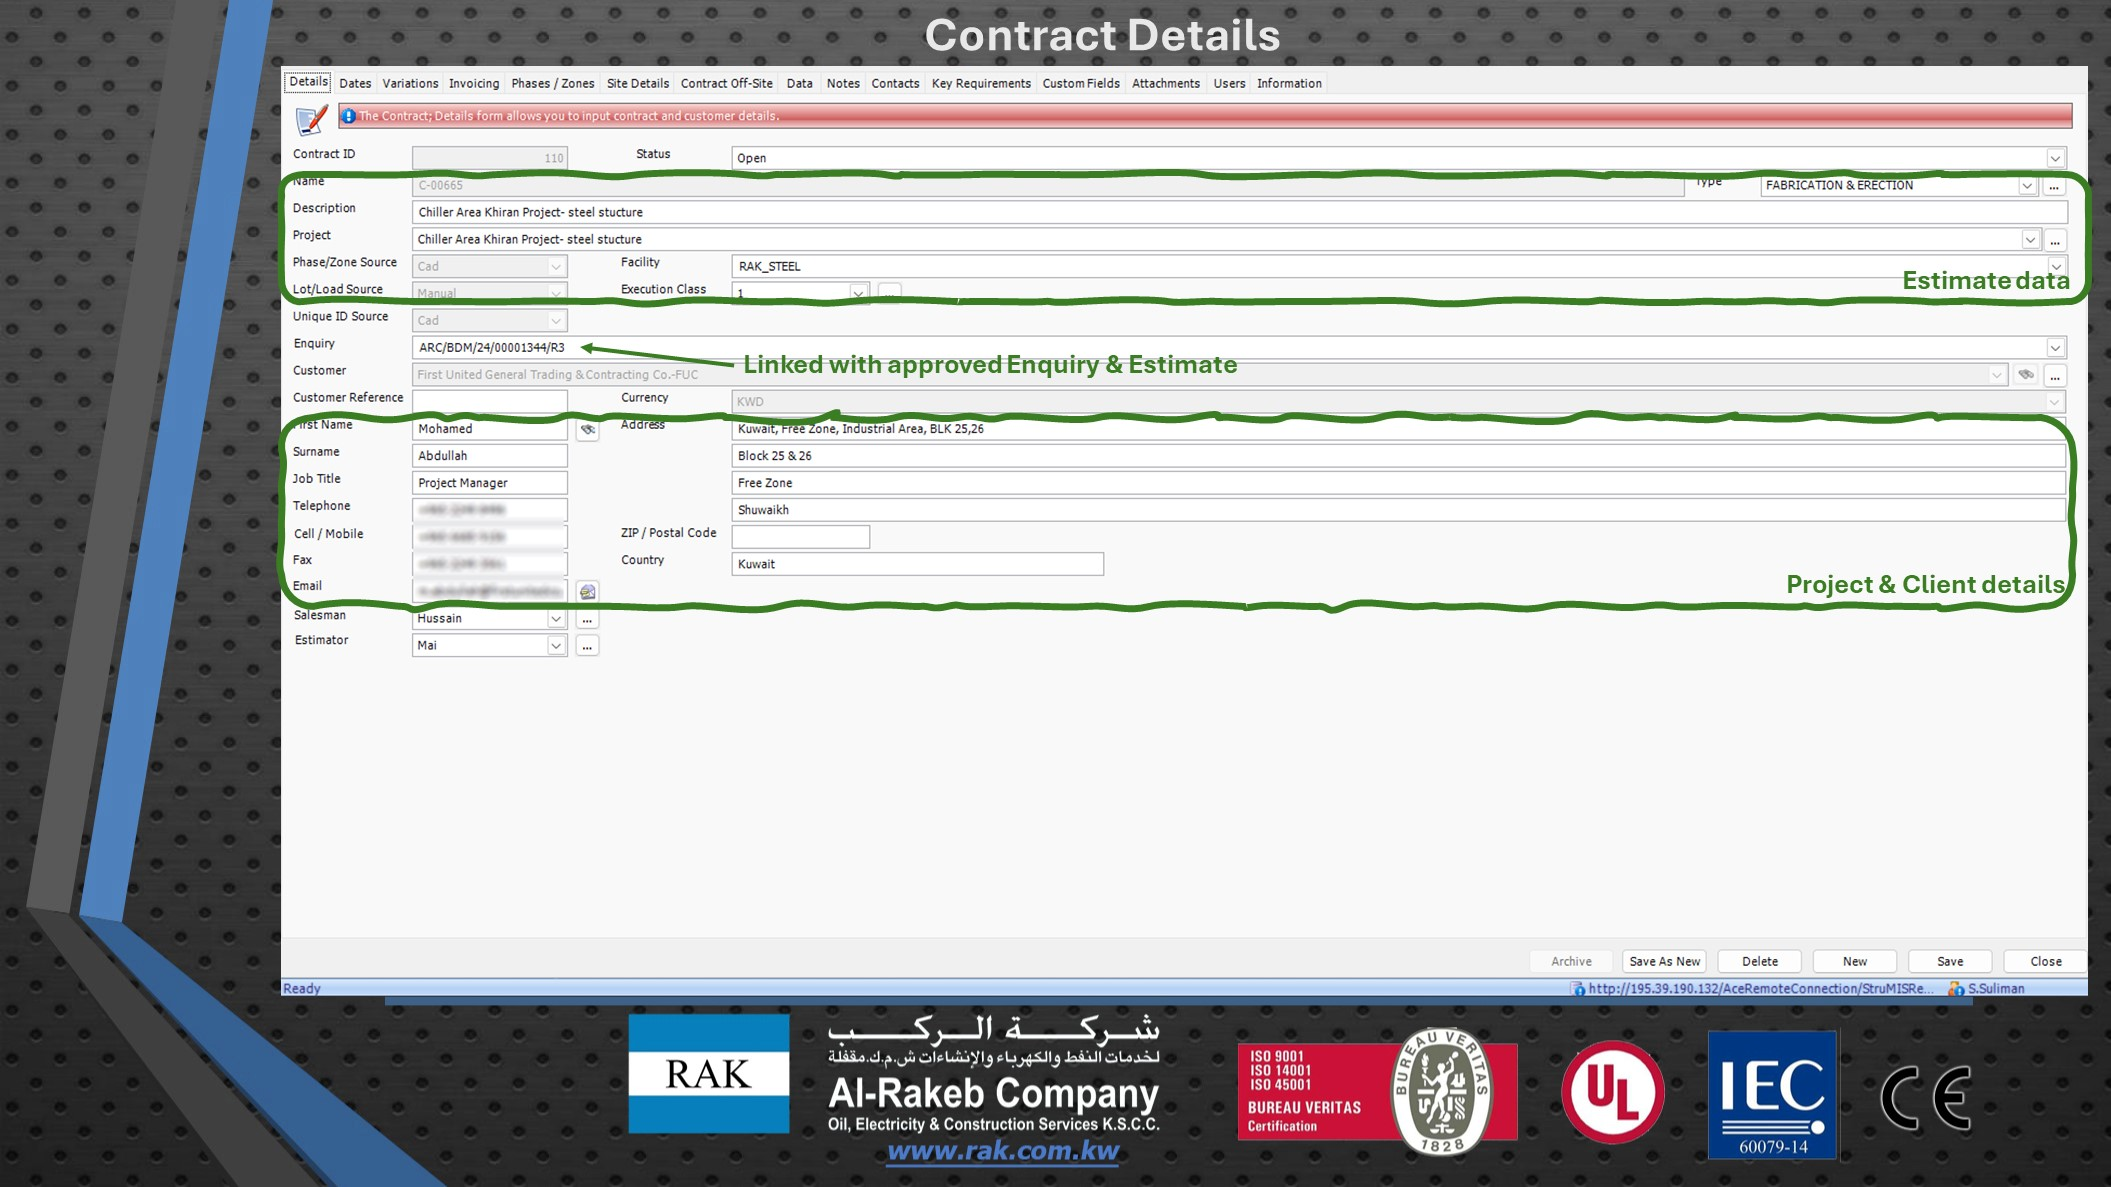 Contract Details
Details Dates Variations Invoicing Phases / Zones Site Details Contract Off-Site Data Notes Contacts Key Requirements Custom Fields Attachments Users Information
The Contract; Details form allows you to input contract and customer details.
Contract ID 110 Status Open
Name C-00665 Type FABRICATION & ERECTION ...
Description Chiller Area Khiran Project- steel stucture
Project Chiller Area Khiran Project- steel stucture ...
Phase/Zone Source Cad Facility RAK_STEEL
Estimate data
Lot/Load Source Manual Execution Class 1 ...
Unique ID Source Cad
Enquiry ARC/BDM/24/00001344/R3
Linked with approved Enquiry & Estimate
Customer First United General Trading & Contracting Co.-FUC ...
Customer Reference Currency KWD
First Name Mohamed Address Kuwait, Free Zone, Industrial Area, BLK 25,26
Surname Abdullah Block 25 & 26
Job Title Project Manager Free Zone
Telephone Shuwaikh
Cell / Mobile ZIP / Postal Code
Fax Country Kuwait
Email
Project & Client details
Salesman Hussain ...
Estimator Mai ...
Archive Save As New Delete New Save Close
Ready http://195.39.190.132/AceRemoteConnection/StruMISRe... S.Suliman
RAK
شركة الركب
لخدمات النفط والكهرباء والإنشاءات ش.م.ك.مقفلة
Al-Rakeb Company
Oil, Electricity & Construction Services K.S.C.C.
www.rak.com.kw
ISO 9001
ISO 14001
ISO 45001
BUREAU VERITAS
Certification
BUREAU VERITAS
1828
UL
IEC
60079-14
CE